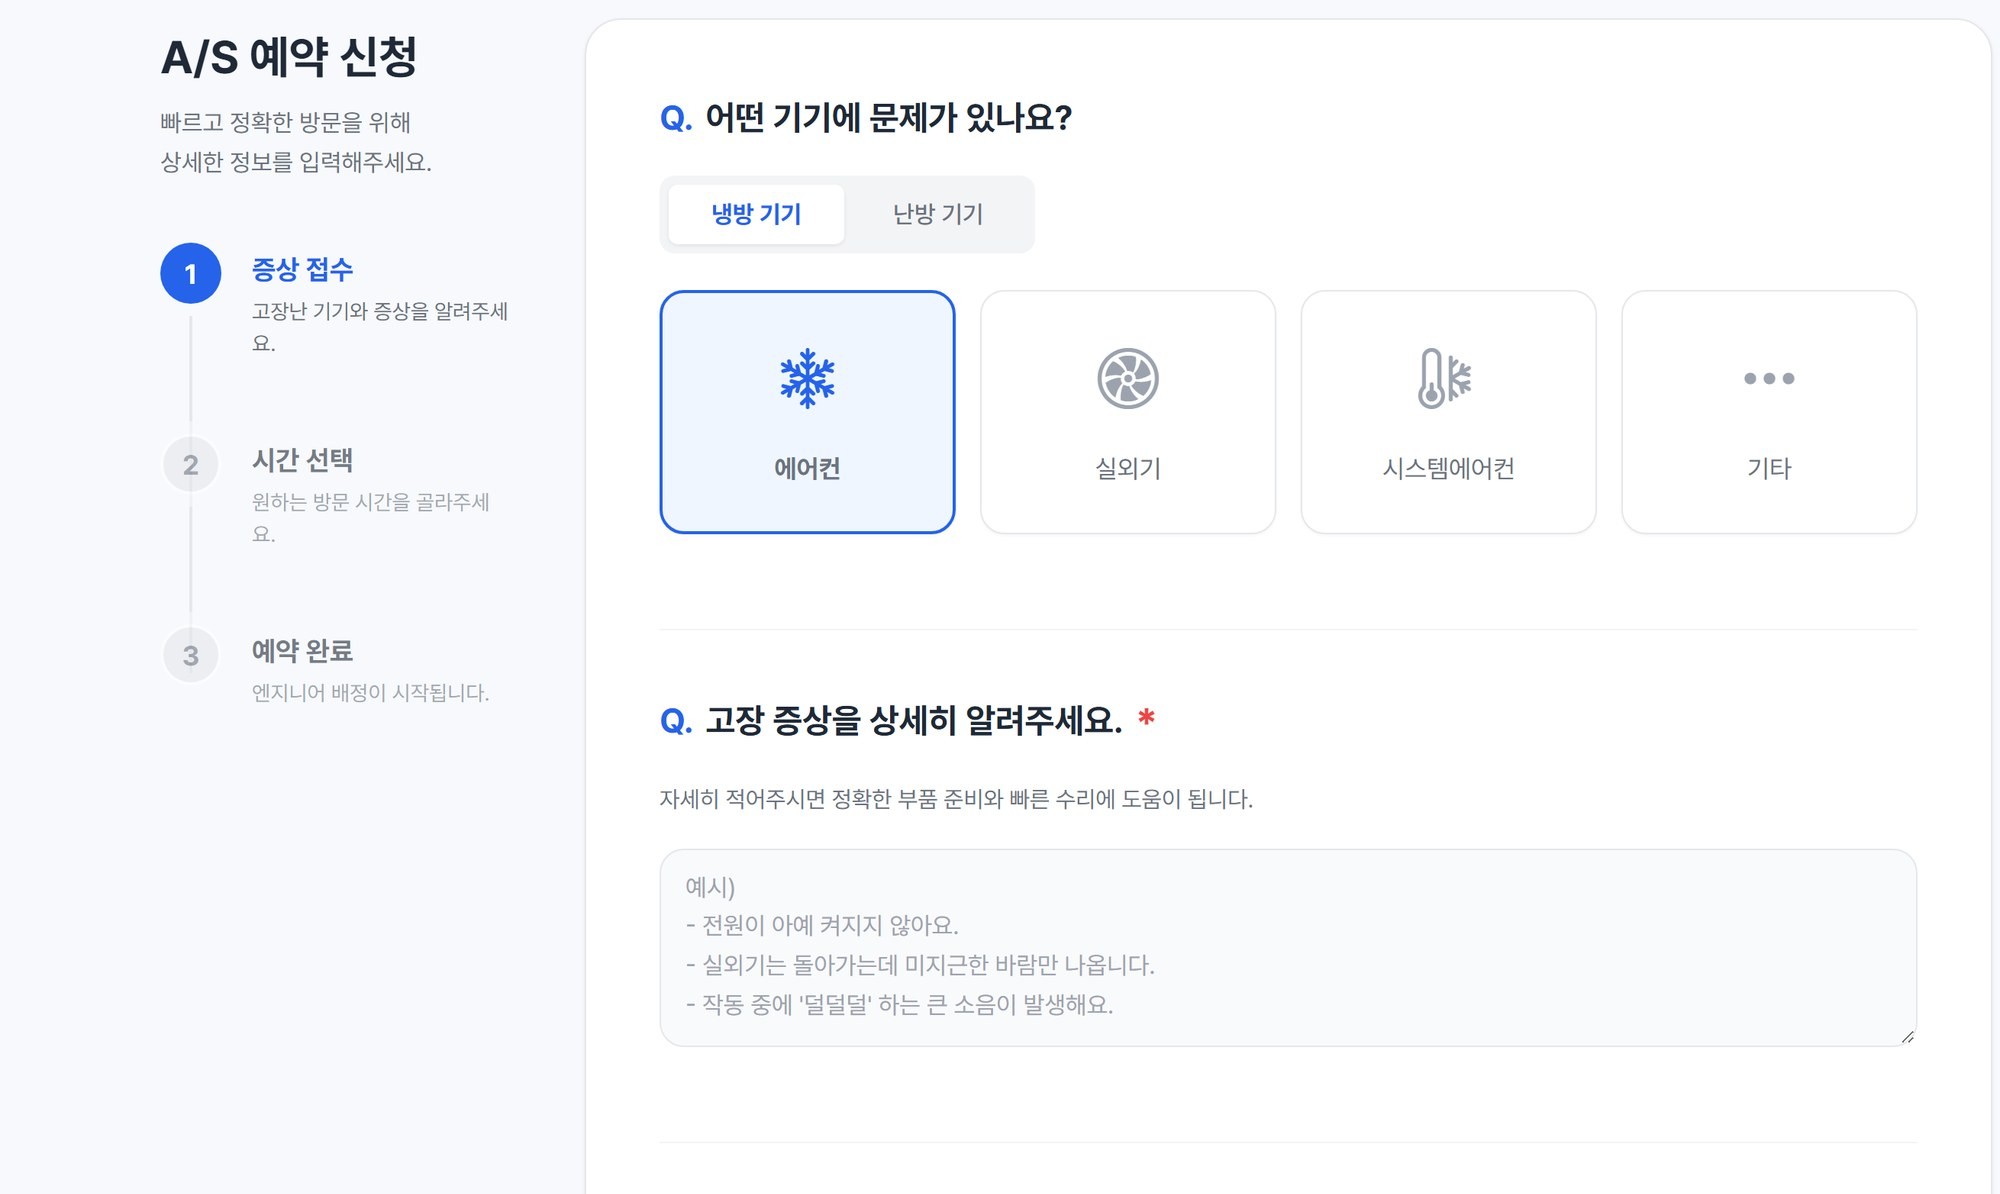 A/S 예약 신청
빠르고 정확한 방문을 위해
상세한 정보를 입력해주세요.
1
증상 접수
고장난 기기와 증상을 알려주세
요.
2
시간 선택
원하는 방문 시간을 골라주세
요.
3
예약 완료
엔지니어 배정이 시작됩니다.
Q. 어떤 기기에 문제가 있나요?
냉방 기기
난방 기기
에어컨
실외기
시스템에어컨
기타
Q. 고장 증상을 상세히 알려주세요. *
자세히 적어주시면 정확한 부품 준비와 빠른 수리에 도움이 됩니다.
예시)
- 전원이 아예 켜지지 않아요.
- 실외기는 돌아가는데 미지근한 바람만 나옵니다.
- 작동 중에 '덜덜덜' 하는 큰 소음이 발생해요.